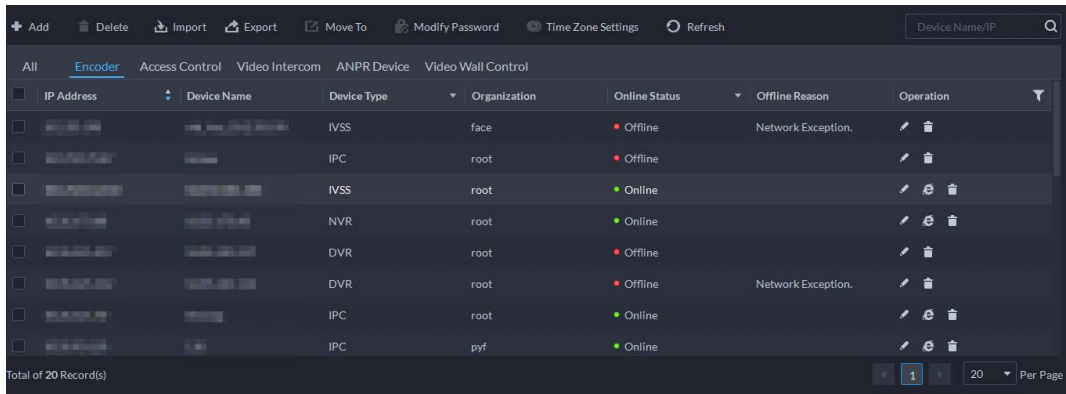 Add Delete Import Export Move To Modify Password Time Zone Settings Refresh Device Name/IP
All Encoder Access Control Video Intercom ANPR Device Video Wall Control
IP Address Device Name Device Type Organization Online Status Offline Reason Operation
IVSS face Offline Network Exception.
IPC root Offline
IVSS root Online
NVR root Online
DVR root Offline
DVR root Offline Network Exception.
IPC root Online
IPC pyf Online
Total of 20 Record(s) 1 20 Per Page